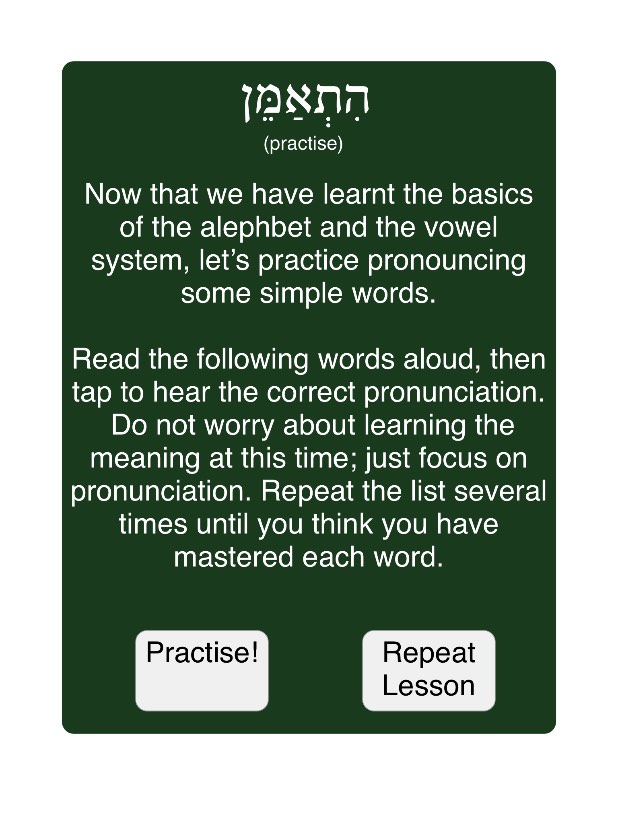 הִתְאַמֵּן
(practise)
Now that we have learnt the basics
of the alephbet and the vowel
system, let’s practice pronouncing
some simple words.
Read the following words aloud, then
tap to hear the correct pronunciation.
Do not worry about learning the
meaning at this time; just focus on
pronunciation. Repeat the list several
times until you think you have
mastered each word.
Practise!
Repeat
Lesson